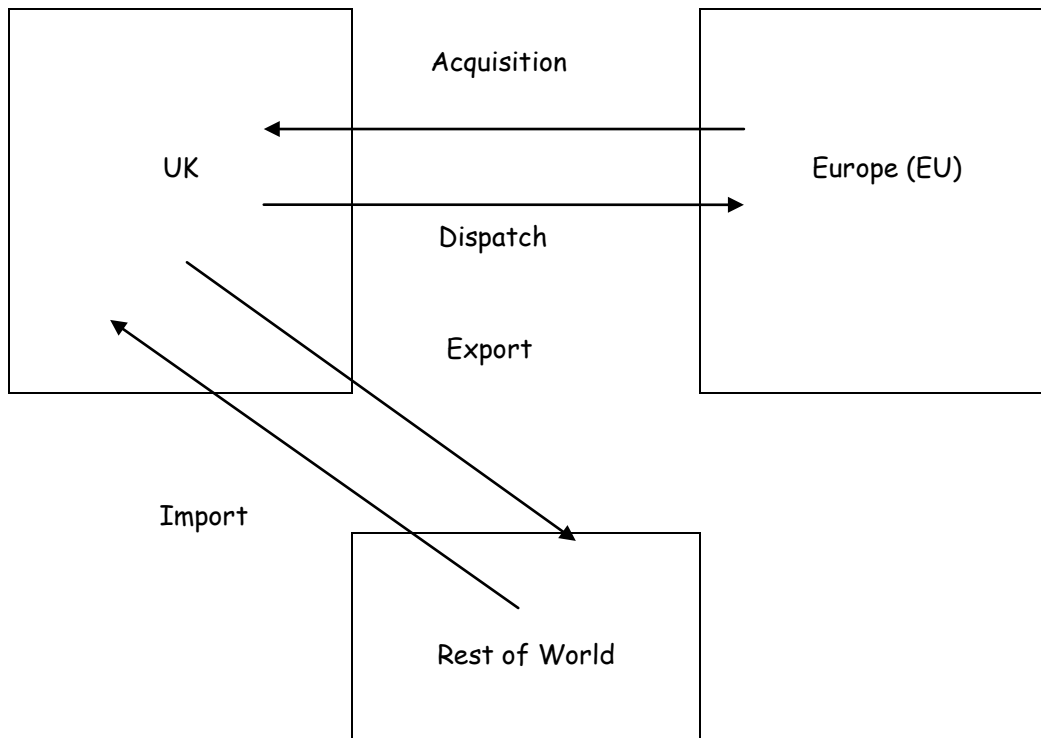 Acquisition
UK
Europe (EU)
Dispatch
Export
Import
Rest of World